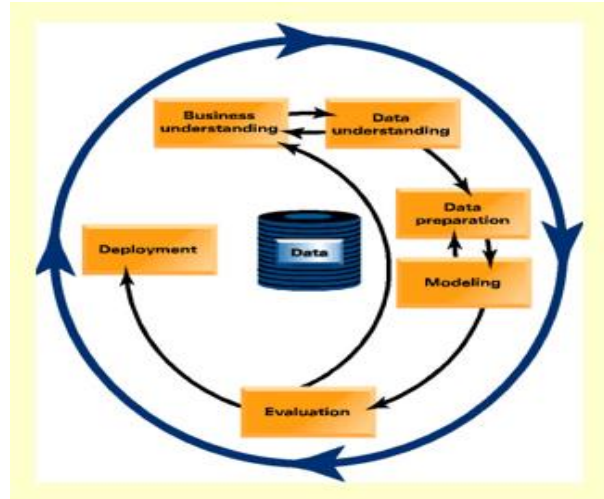 Business
understanding
Data
understanding
Data
preparation
Modeling
Evaluation
Deployment
Data